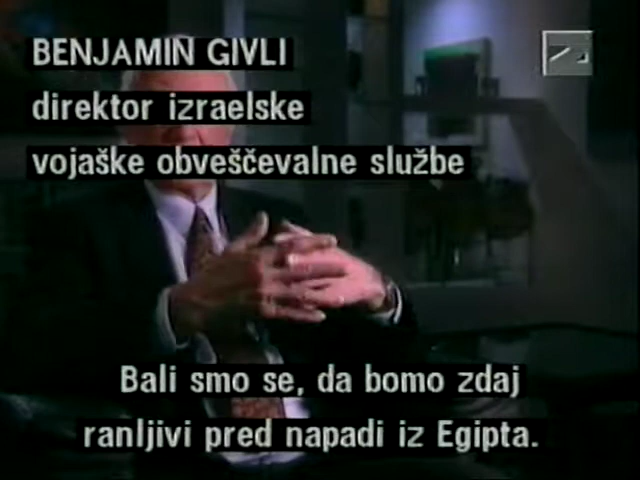 BENJAMIN GIVLI
direktor izraelske
vojaške obveščevalne službe
Bali smo se, da bomo zdaj
ranljivi pred napadi iz Egipta.